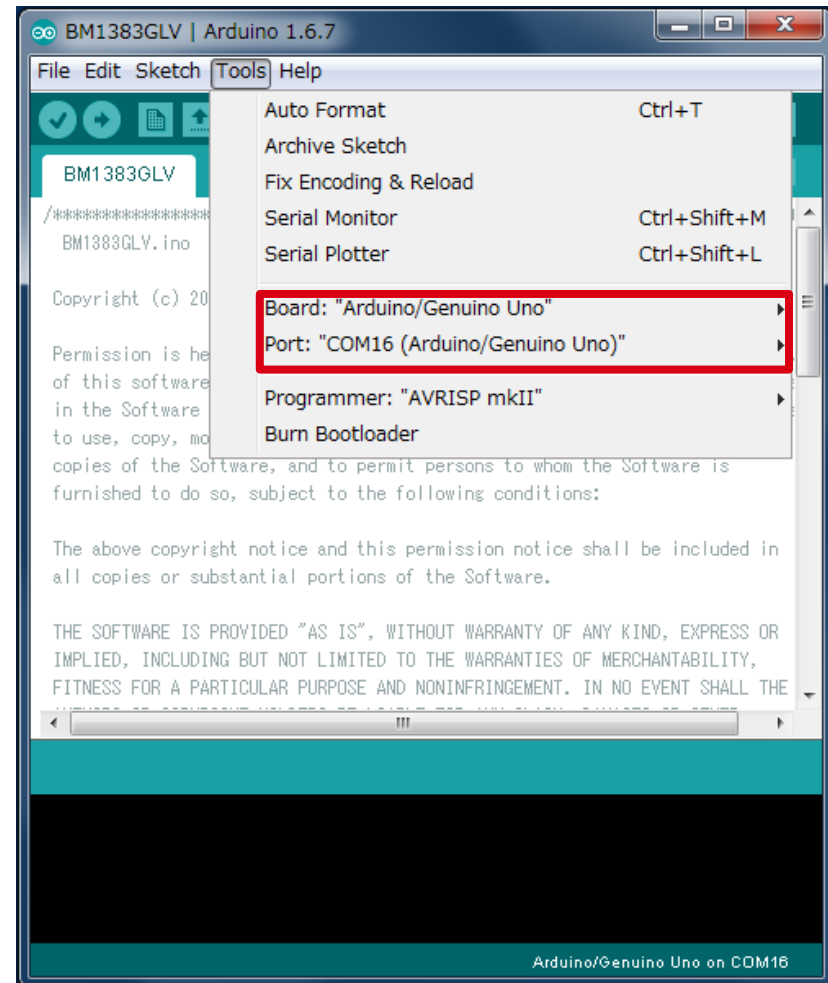 BM1383GLV | Arduino 1.6.7
File Edit Sketch Tools Help
Auto Format Ctrl+T
Archive Sketch
Fix Encoding & Reload
Serial Monitor Ctrl+Shift+M
Serial Plotter Ctrl+Shift+L
Board: "Arduino/Genuino Uno"
Port: "COM16 (Arduino/Genuino Uno)"
Programmer: "AVRISP mkII"
Burn Bootloader
BM1383GLV
/*****************
BM1383GLV.ino
Copyright (c) 20
Permission is he
of this software
in the Software
to use, copy, mo
copies of the Software, and to permit persons to whom the Software is
furnished to do so, subject to the following conditions:
The above copyright notice and this permission notice shall be included in
all copies or substantial portions of the Software.
THE SOFTWARE IS PROVIDED "AS IS", WITHOUT WARRANTY OF ANY KIND, EXPRESS OR
IMPLIED, INCLUDING BUT NOT LIMITED TO THE WARRANTIES OF MERCHANTABILITY,
FITNESS FOR A PARTICULAR PURPOSE AND NONINFRINGEMENT. IN NO EVENT SHALL THE
Arduino/Genuino Uno on COM16